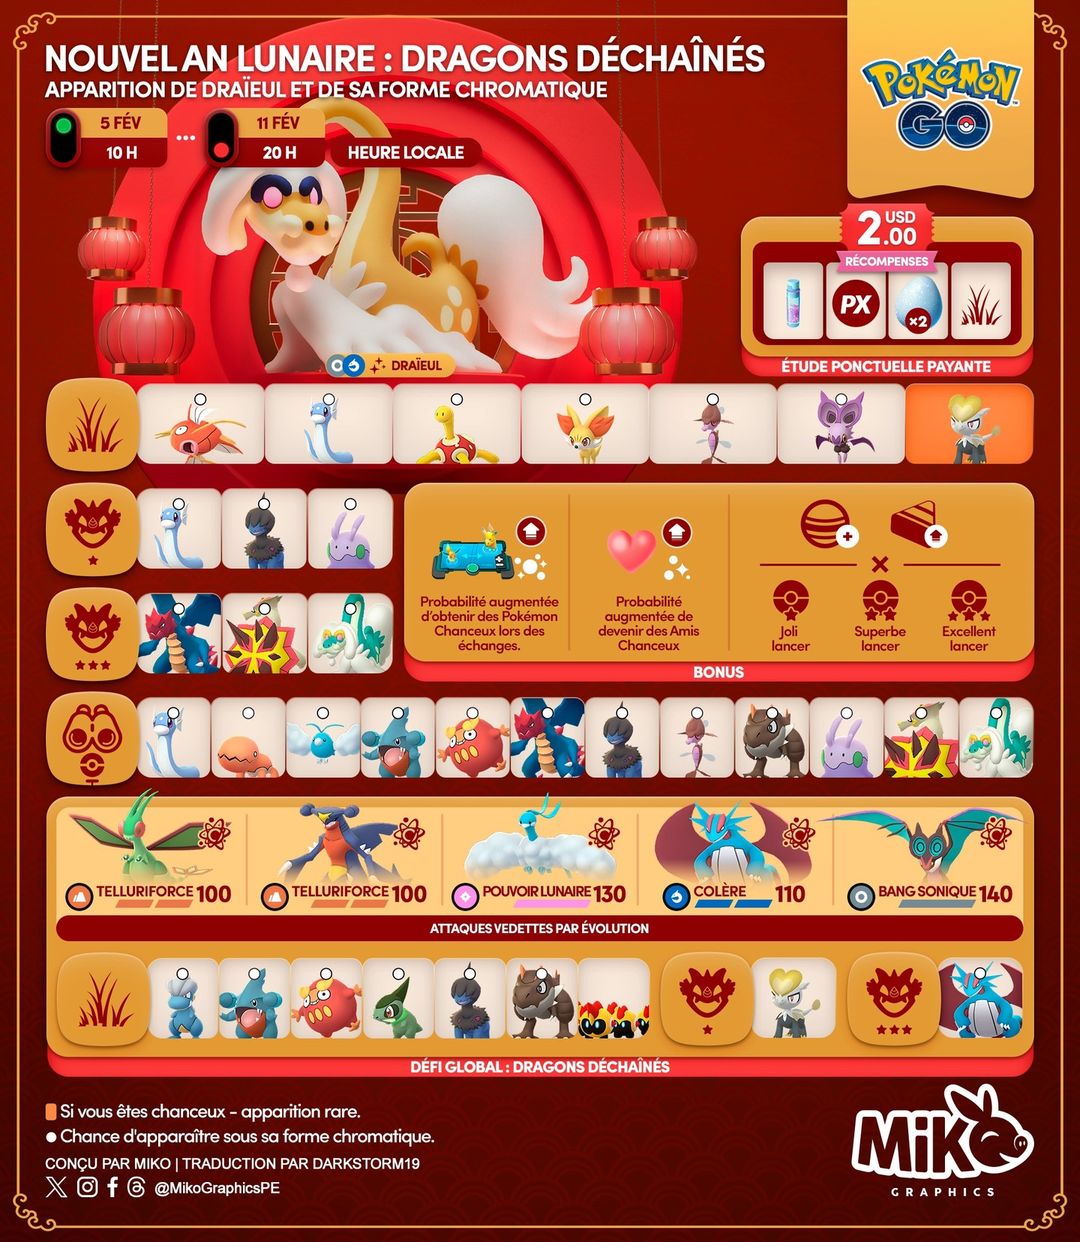 NOUVEL AN LUNAIRE : DRAGONS DÉCHAÎNÉS
APPARITION DE DRAÏEUL ET DE SA FORME CHROMATIQUE
5 FÉV
10 H
...
11 FÉV
20 H
HEURE LOCALE
POKÉMON
GO
2 USD
.00
RÉCOMPENSES
PX
×2
ÉTUDE PONCTUELLE PAYANTE
DRAÏEUL
Probabilité augmentée
d'obtenir des Pokémon
Chanceux lors des
échanges.
Probabilité
augmentée de
devenir des Amis
Chanceux
Joli
lancer
Superbe
lancer
Excellent
lancer
BONUS
TELLURIFORCE 100
TELLURIFORCE 100
POUVOIR LUNAIRE 130
COLÈRE 110
BANG SONIQUE 140
ATTAQUES VEDETTES PAR ÉVOLUTION
DÉFI GLOBAL : DRAGONS DÉCHAÎNÉS
Si vous êtes chanceux - apparition rare.
Chance d'apparaître sous sa forme chromatique.
CONÇU PAR MIKO | TRADUCTION PAR DARKSTORM19
@MikoGraphicsPE
MiKO
GRAPHICS